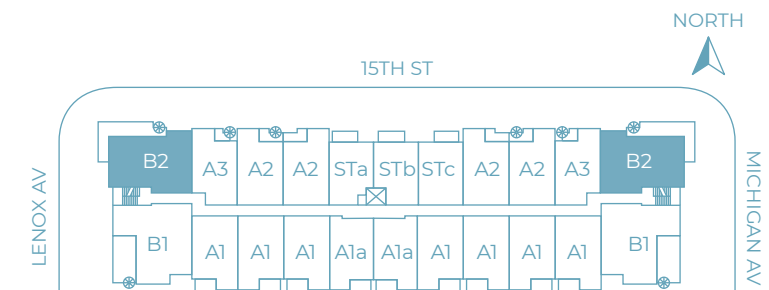 NORTH
15TH ST
LENOX AV
MICHIGAN AV
B2 A3 A2 A2 STa STb STc A2 A2 A3 B2
B1 A1 A1 A1 A1a A1a A1 A1 A1 A1 B1